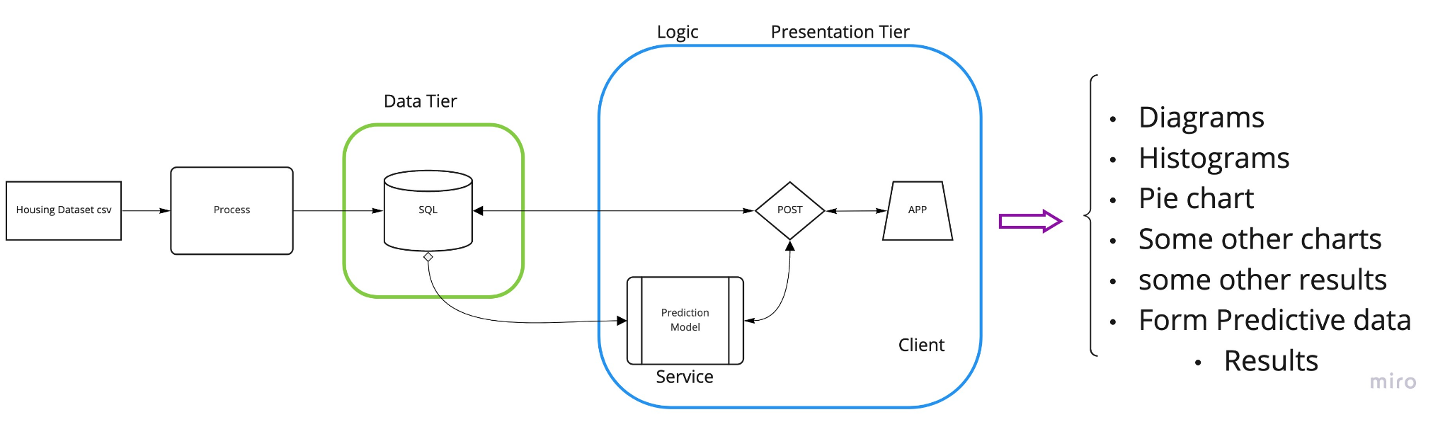 Logic
Presentation Tier
Data Tier
Housing Dataset csv
Process
SQL
POST
APP
Prediction
Model
Service
Client
• Diagrams
• Histograms
• Pie chart
• Some other charts
• some other results
• Form Predictive data
• Results
miro